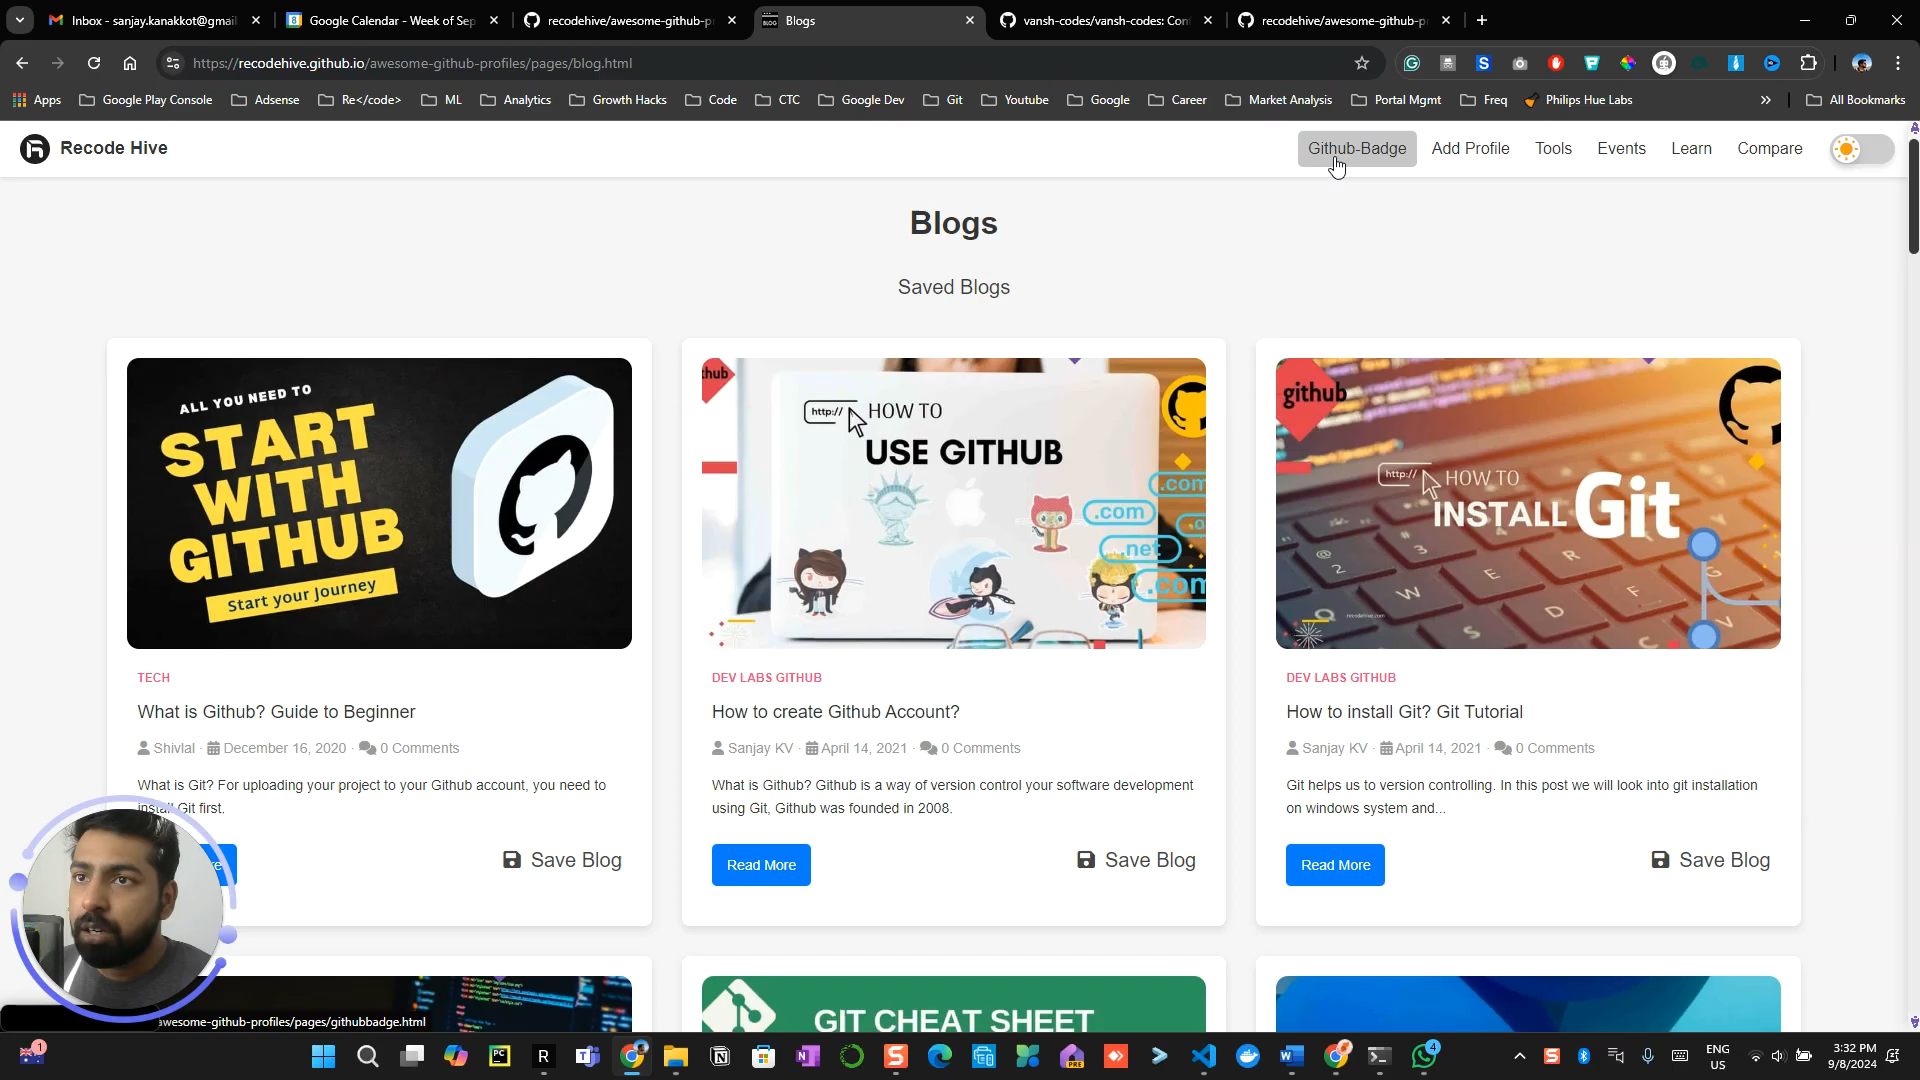 Inbox - sanjay.kanakkot@gmail
Google Calendar - Week of Sep
recodehive/awesome-github-p
Blogs
vansh-codes/vansh-codes: Con
recodehive/awesome-github-p
https://recodehive.github.io/awesome-github-profiles/pages/blog.html
Apps
Google Play Console
Adsense
Re</code>
ML
Analytics
Growth Hacks
Code
CTC
Google Dev
Git
Youtube
Google
Career
Market Analysis
Portal Mgmt
Freq
Philips Hue Labs
All Bookmarks
Recode Hive
Github-Badge
Add Profile
Tools
Events
Learn
Compare
Blogs
Saved Blogs
ALL YOU NEED TO
START
WITH
GITHUB
Start your Journey
TECH
What is Github? Guide to Beginner
Shivlal · December 16, 2020 · 0 Comments
What is Git? For uploading your project to your Github account, you need to
install Git first.
Save Blog
hub
http://
HOW TO
USE GITHUB
.com
.com
.net
.com
DEV LABS GITHUB
How to create Github Account?
Sanjay KV · April 14, 2021 · 0 Comments
What is Github? Github is a way of version control your software development
using Git, Github was founded in 2008.
Read More
Save Blog
github
http://
HOW TO
INSTALL Git
DEV LABS GITHUB
How to install Git? Git Tutorial
Sanjay KV · April 14, 2021 · 0 Comments
Git helps us to version controlling. In this post we will look into git installation
on windows system and...
Read More
Save Blog
GIT CHEAT SHEET
awesome-github-profiles/pages/githubbadge.html
1
4
ENG
US
3:32 PM
9/8/2024